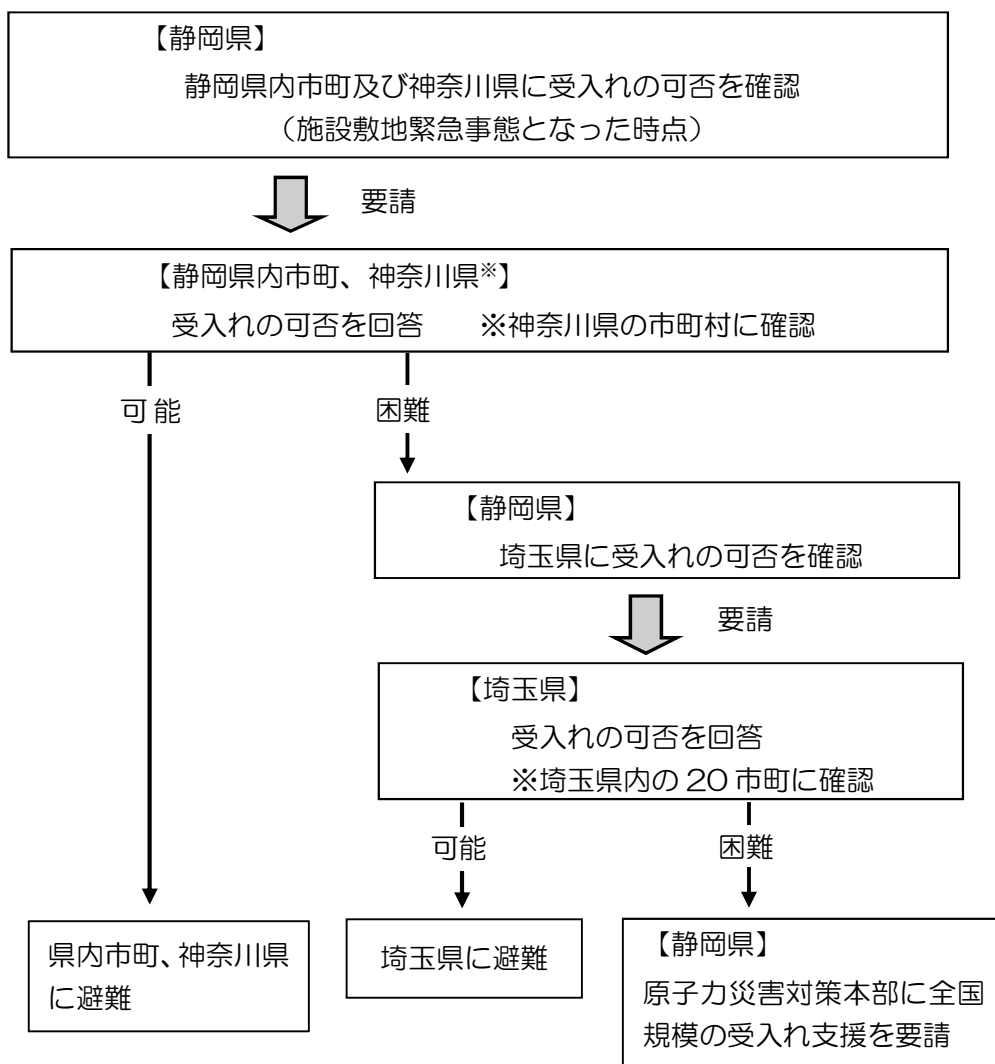 【静岡県】
静岡県内市町及び神奈川県に受入れの可否を確認
（施設敷地緊急事態となった時点）
要請
【静岡県内市町、神奈川県※】
受入れの可否を回答　　※神奈川県の市町村に確認
可能
困難
【静岡県】
埼玉県に受入れの可否を確認
要請
【埼玉県】
受入れの可否を回答
※埼玉県内の 20 市町に確認
可能
困難
県内市町、神奈川県
に避難
埼玉県に避難
【静岡県】
原子力災害対策本部に全国
規模の受入れ支援を要請